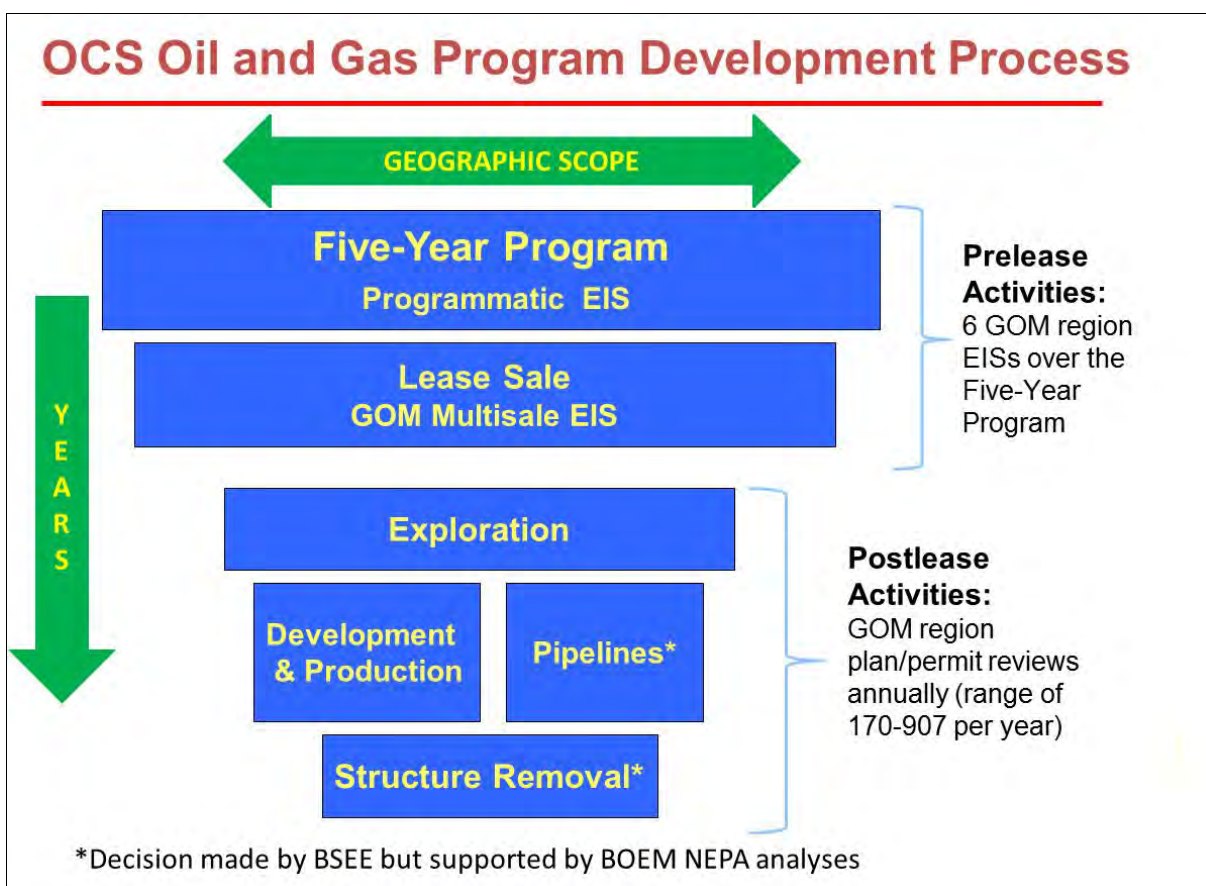 OCS Oil and Gas Program Development Process
GEOGRAPHIC SCOPE
Five-Year Program
Programmatic EIS
Lease Sale
GOM Multisale EIS
Prelease
Activities:
6 GOM region
EISs over the
Five-Year
Program
YEARS
Exploration
Development
& Production
Pipelines*
Structure Removal*
Postlease
Activities:
GOM region
plan/permit reviews
annually (range of
170-907 per year)
*Decision made by BSEE but supported by BOEM NEPA analyses